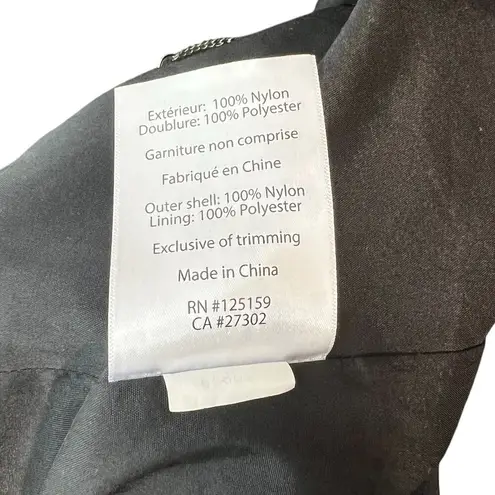 Extérieur: 100% Nylon
Doublure: 100% Polyester
Garniture non comprise
Fabriqué en Chine
Outer shell: 100% Nylon
Lining: 100% Polyester
Exclusive of trimming
Made in China
RN #125159
CA #27302